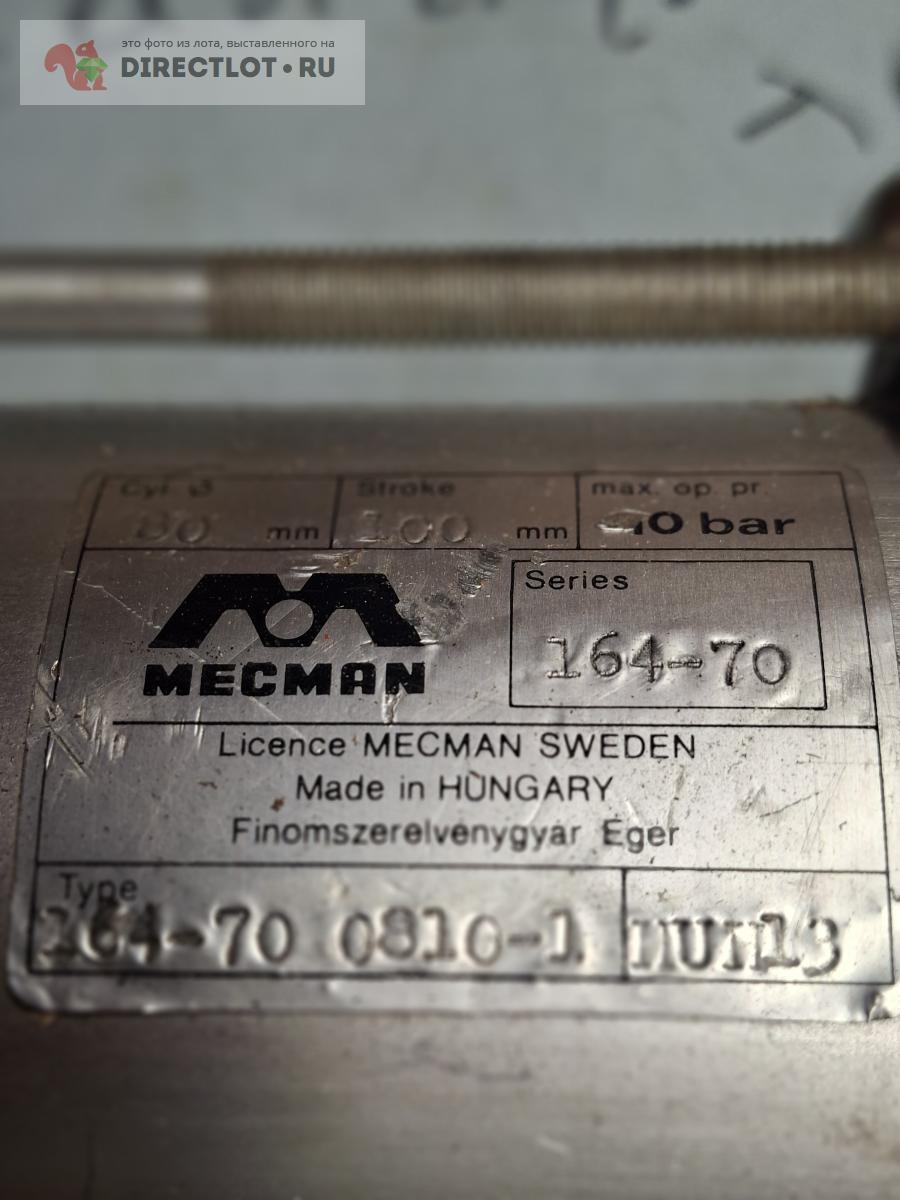 это фото из лота, выставленного на
DIRECTLOT•RU
Cyl Ø Stroke max. op. pr.
80 mm 100 mm 10 bar
Series
164-70
MECMAN
Licence MECMAN SWEDEN
Made in HUNGARY
Finomszerelvénygyár Eger
Type
164-70 0810-1